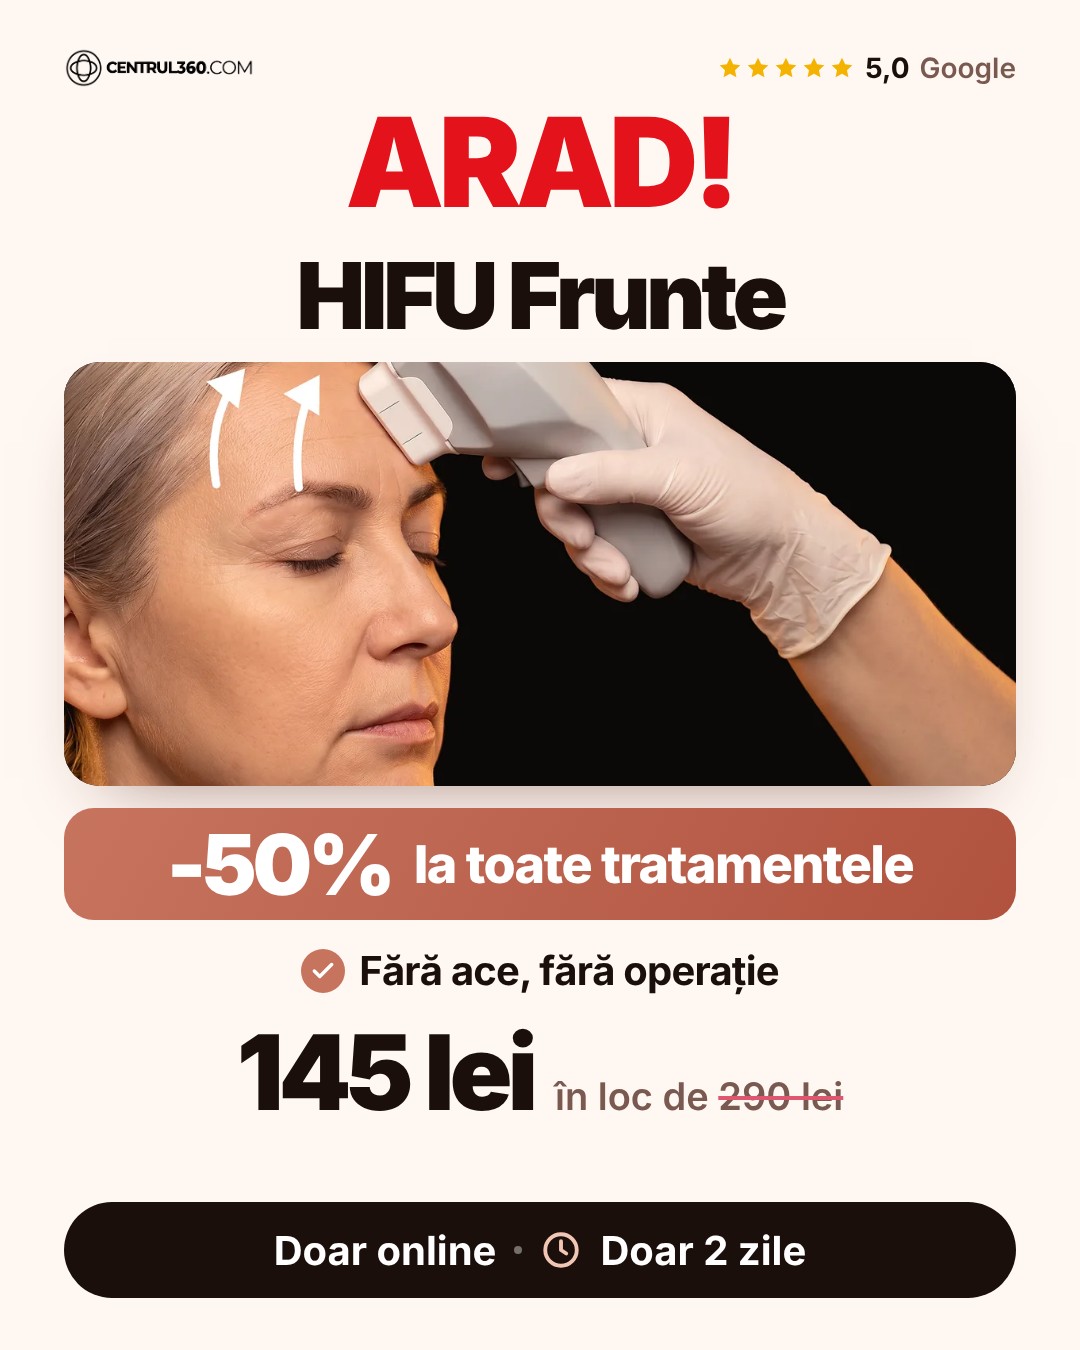 CENTRUL360.COM
5,0 Google
ARAD!
HIFU Frunte
-50% la toate tratamentele
Fără ace, fără operație
145 lei în loc de 290 lei
Doar online • Doar 2 zile